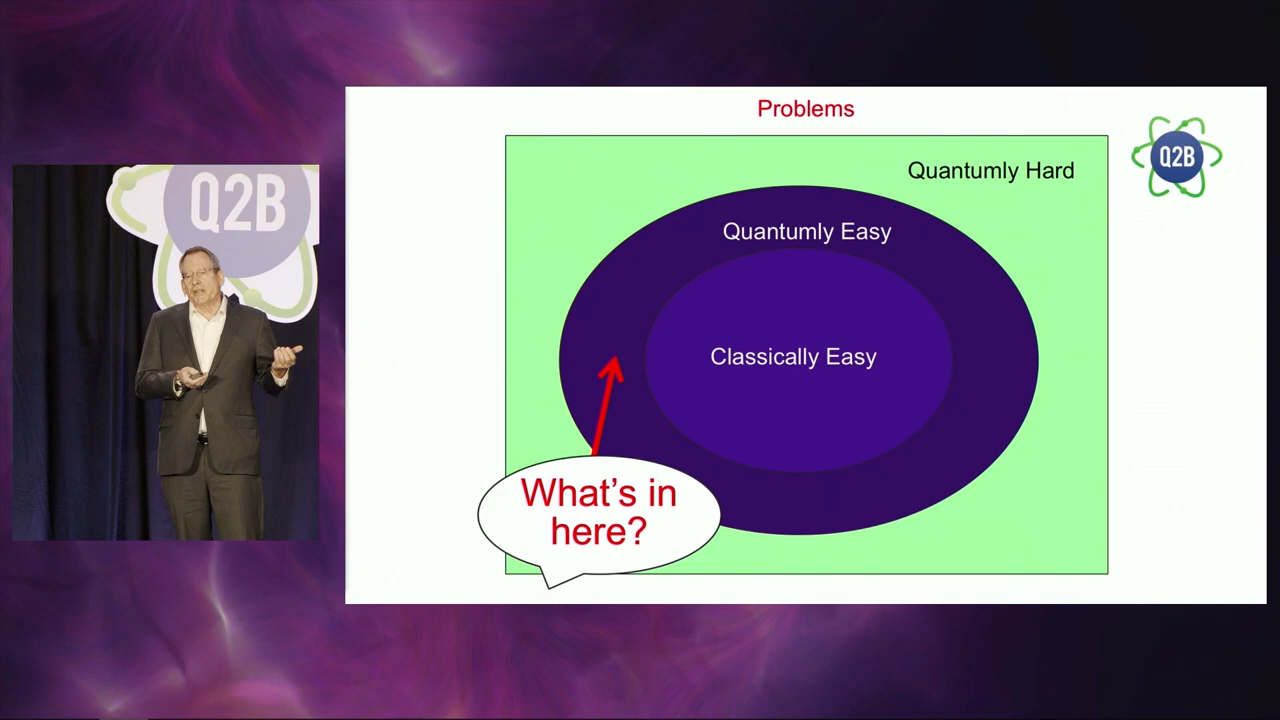 Q2B
Problems
Quantumly Hard
Q2B
Quantumly Easy
Classically Easy
What’s in
here?